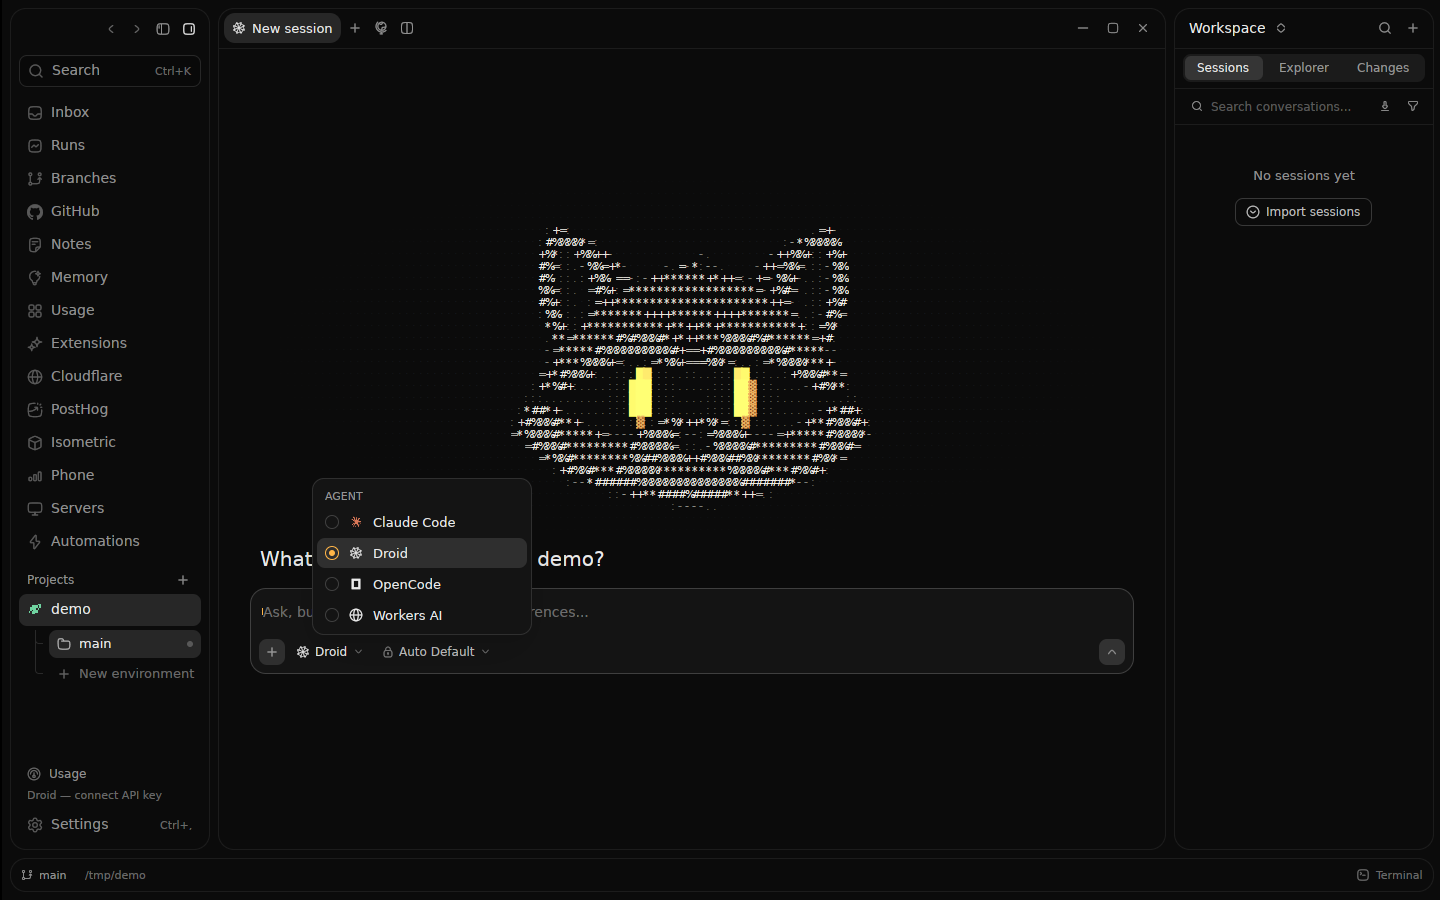 New session
Workspace
Search Ctrl+K
Sessions Explorer Changes
Search conversations...
Inbox
Runs
Branches
GitHub
Notes
Memory
Usage
Extensions
Cloudflare
PostHog
Isometric
Phone
Servers
Automations
No sessions yet
Import sessions
AGENT
Claude Code
Droid
OpenCode
Workers AI
What demo?
Ask, bu rences...
Droid Auto Default
Projects
demo
main
New environment
Usage
Droid — connect API key
Settings Ctrl+,
main /tmp/demo
Terminal